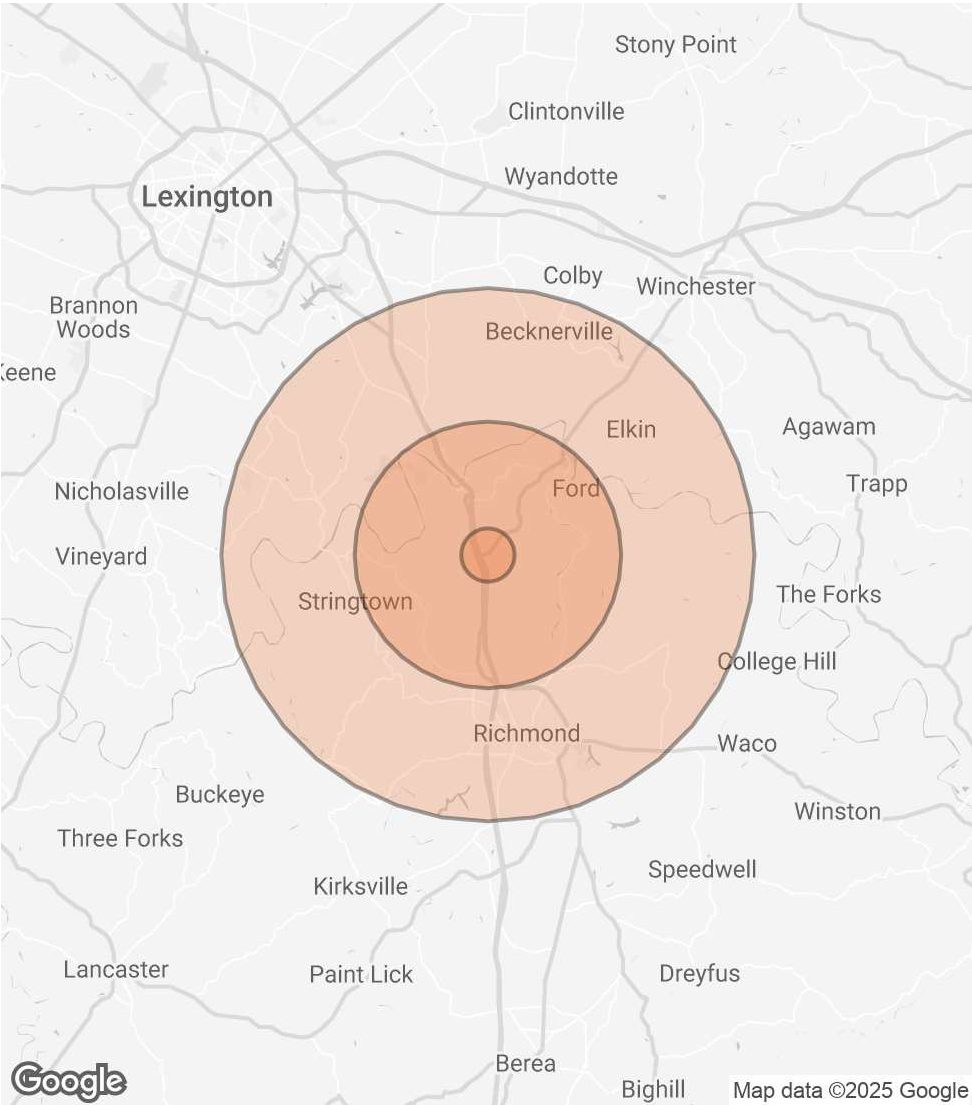 Stony Point
Clintonville
Wyandotte
Lexington
Colby
Winchester
Brannon
Woods
Becknerville
Keene
Elkin
Agawam
Trapp
Nicholasville
Ford
Vineyard
The Forks
Stringtown
College Hill
Richmond
Waco
Buckeye
Winston
Three Forks
Speedwell
Kirksville
Lancaster
Paint Lick
Dreyfus
Berea
Google
Bighill
Map data ©2025 Google